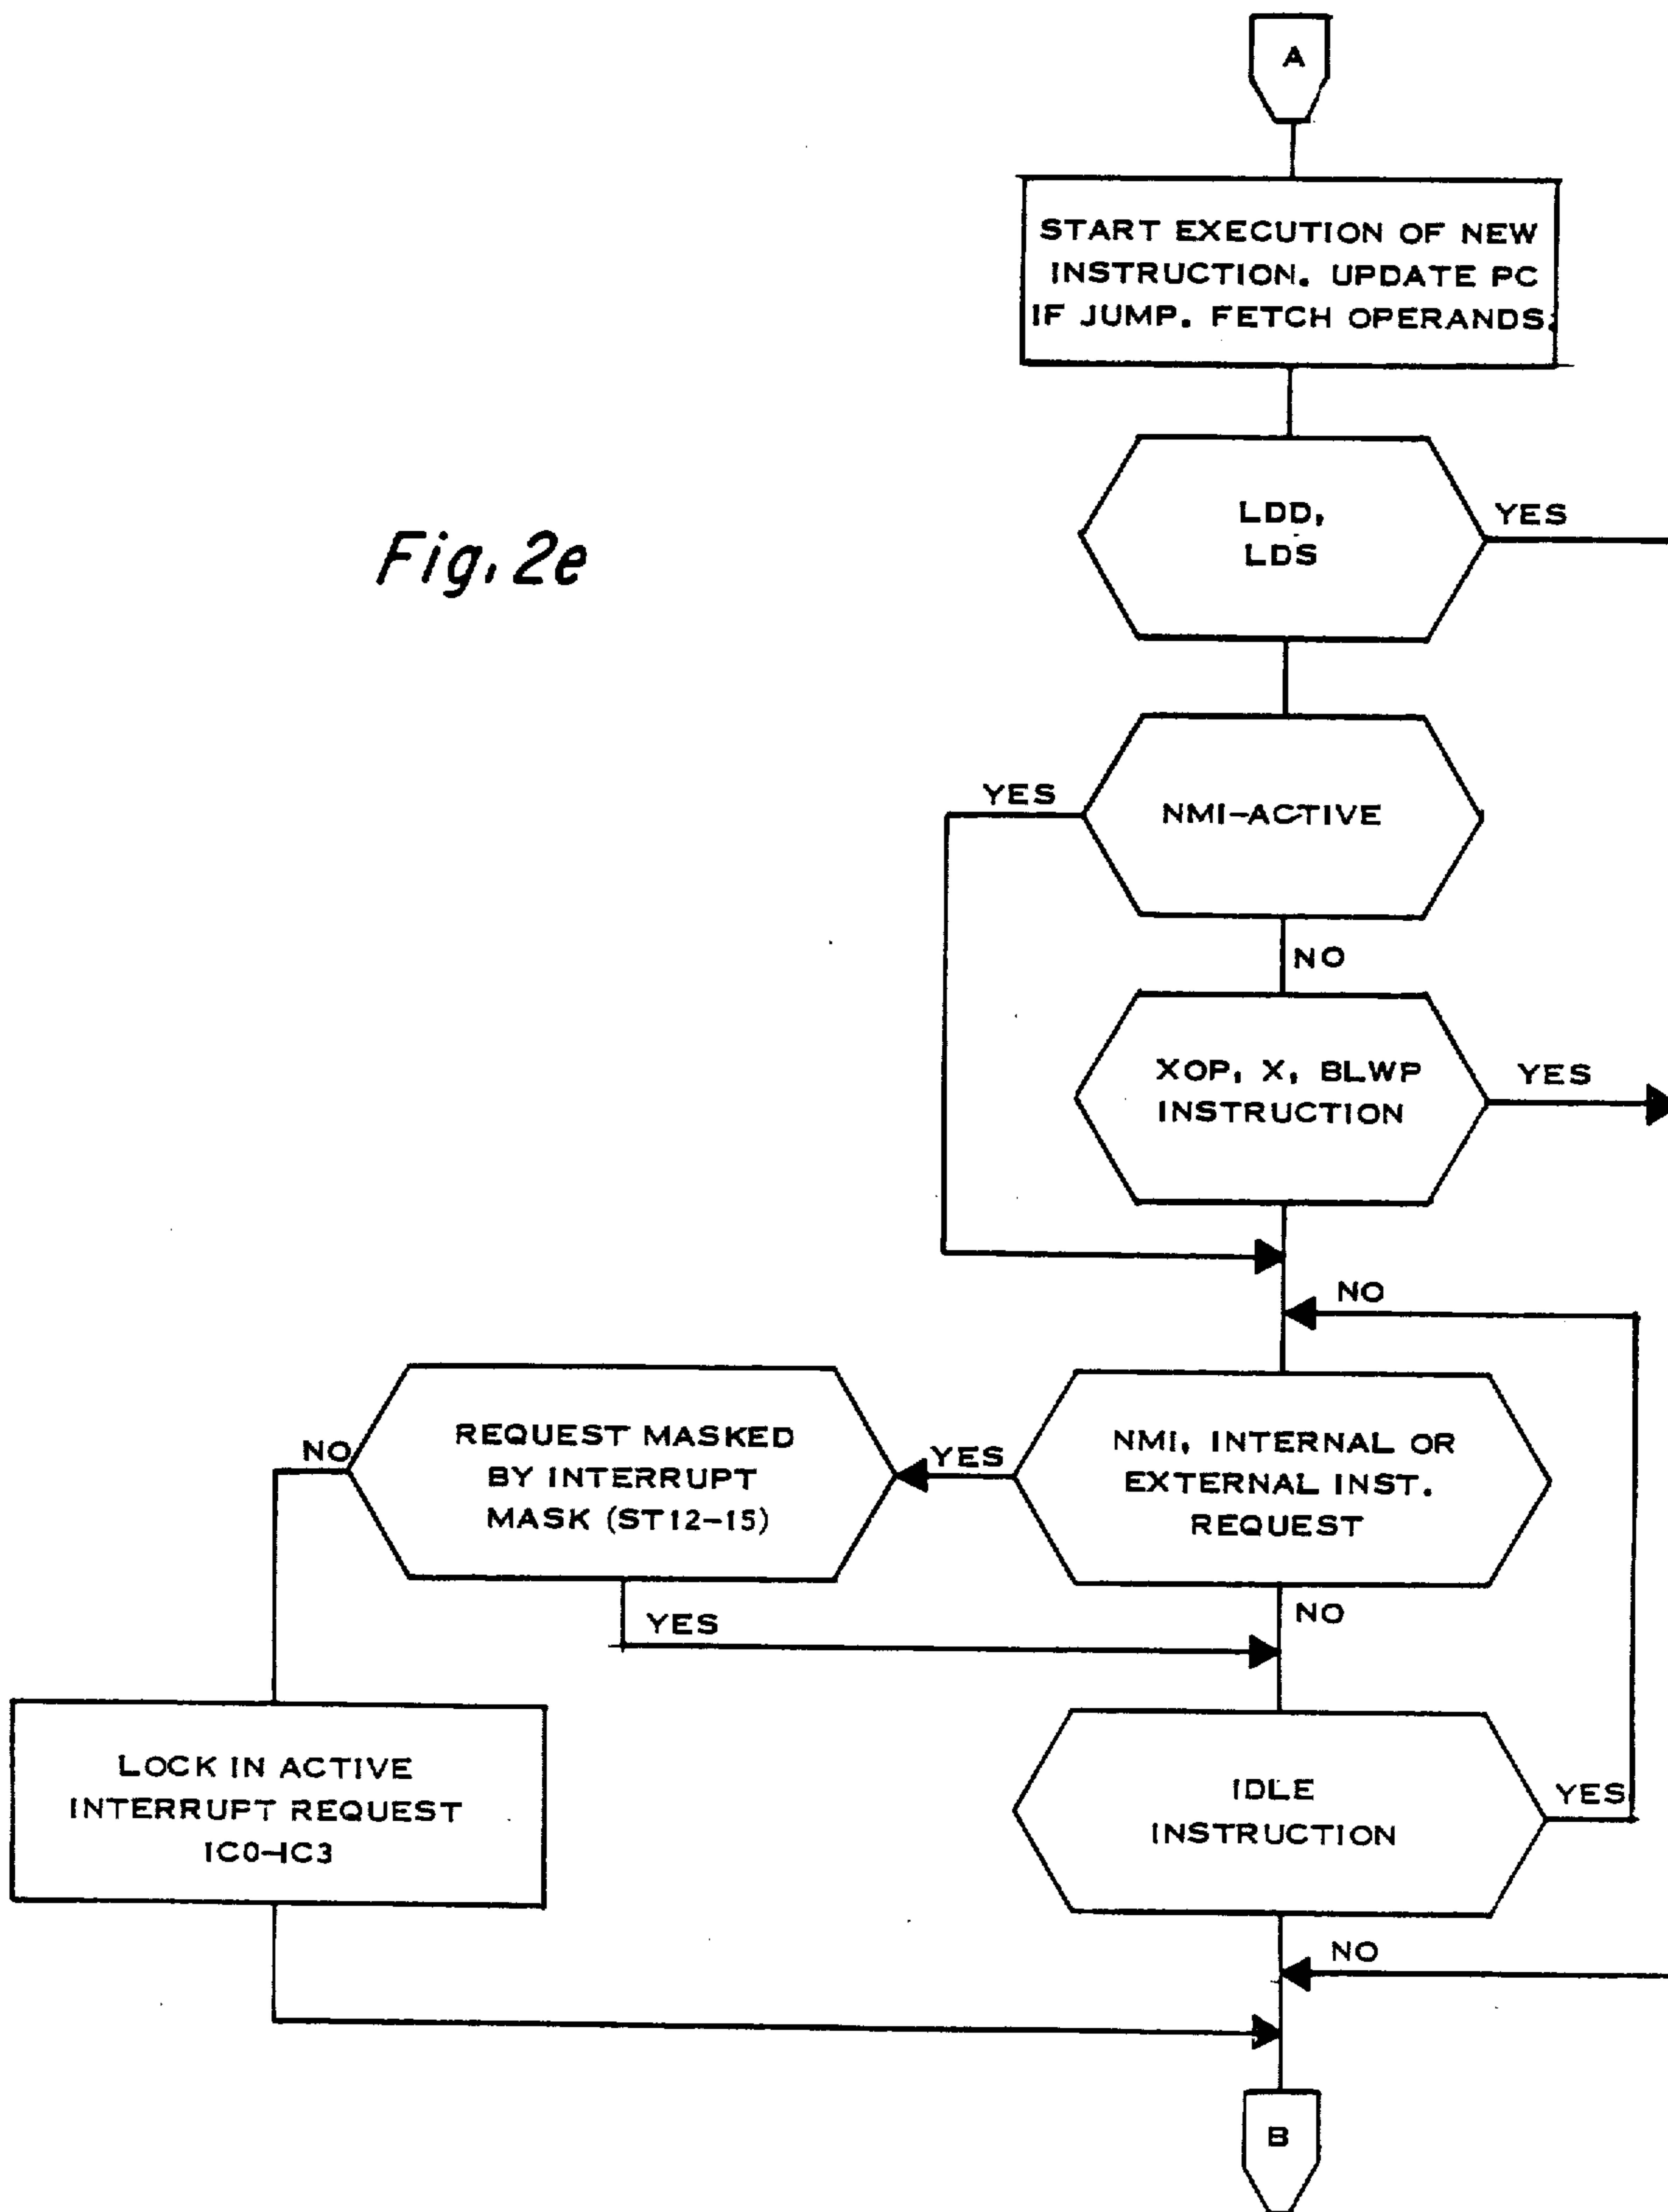 A
START EXECUTION OF NEW
INSTRUCTION. UPDATE PC
IF JUMP. FETCH OPERANDS.
Fig. 2e
LDD,
LDS
YES
YES
NMI-ACTIVE
NO
XOP, X, BLWP
INSTRUCTION
YES
NO
REQUEST MASKED
BY INTERRUPT
MASK (ST12-15)
NO
YES
NMI, INTERNAL OR
EXTERNAL INST.
REQUEST
YES
NO
LOCK IN ACTIVE
INTERRUPT REQUEST
IC0-IC3
IDLE
INSTRUCTION
YES
NO
B